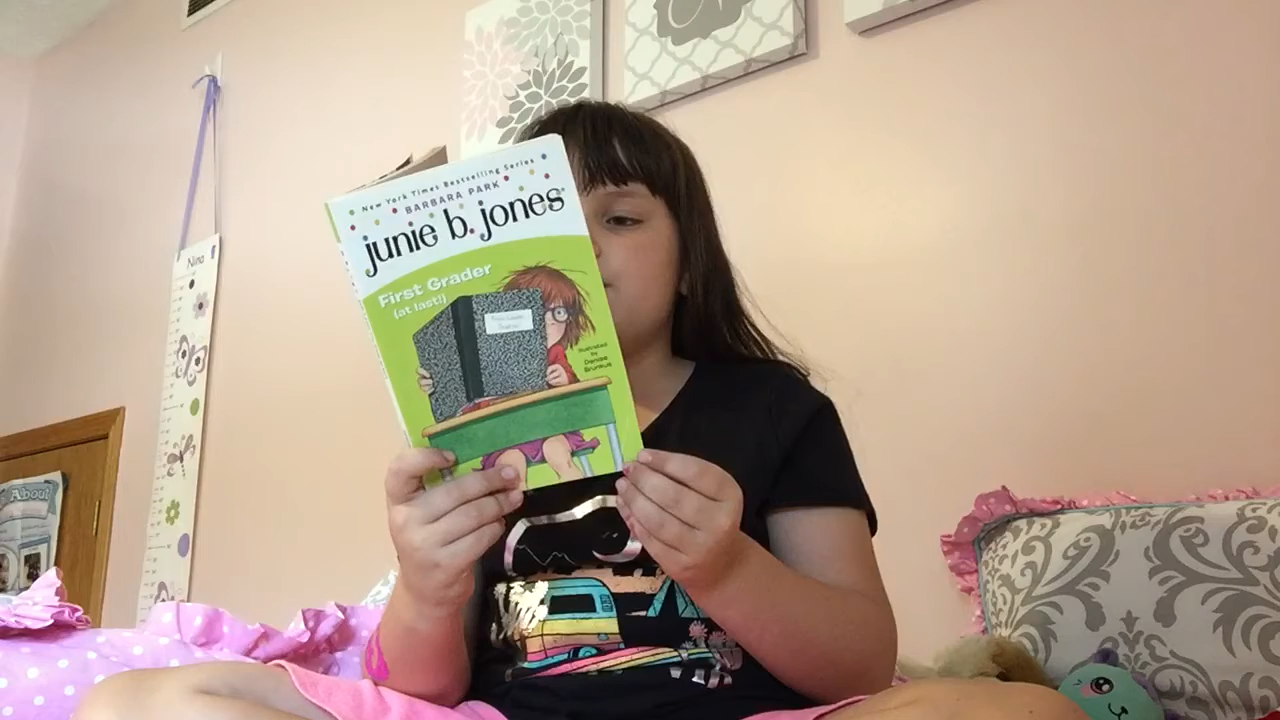 New York Times Bestselling Series
BARBARA PARK
junie b. jones
First Grader
(at last!)
illustrated
by
Denise
Brunkus
Nina
About